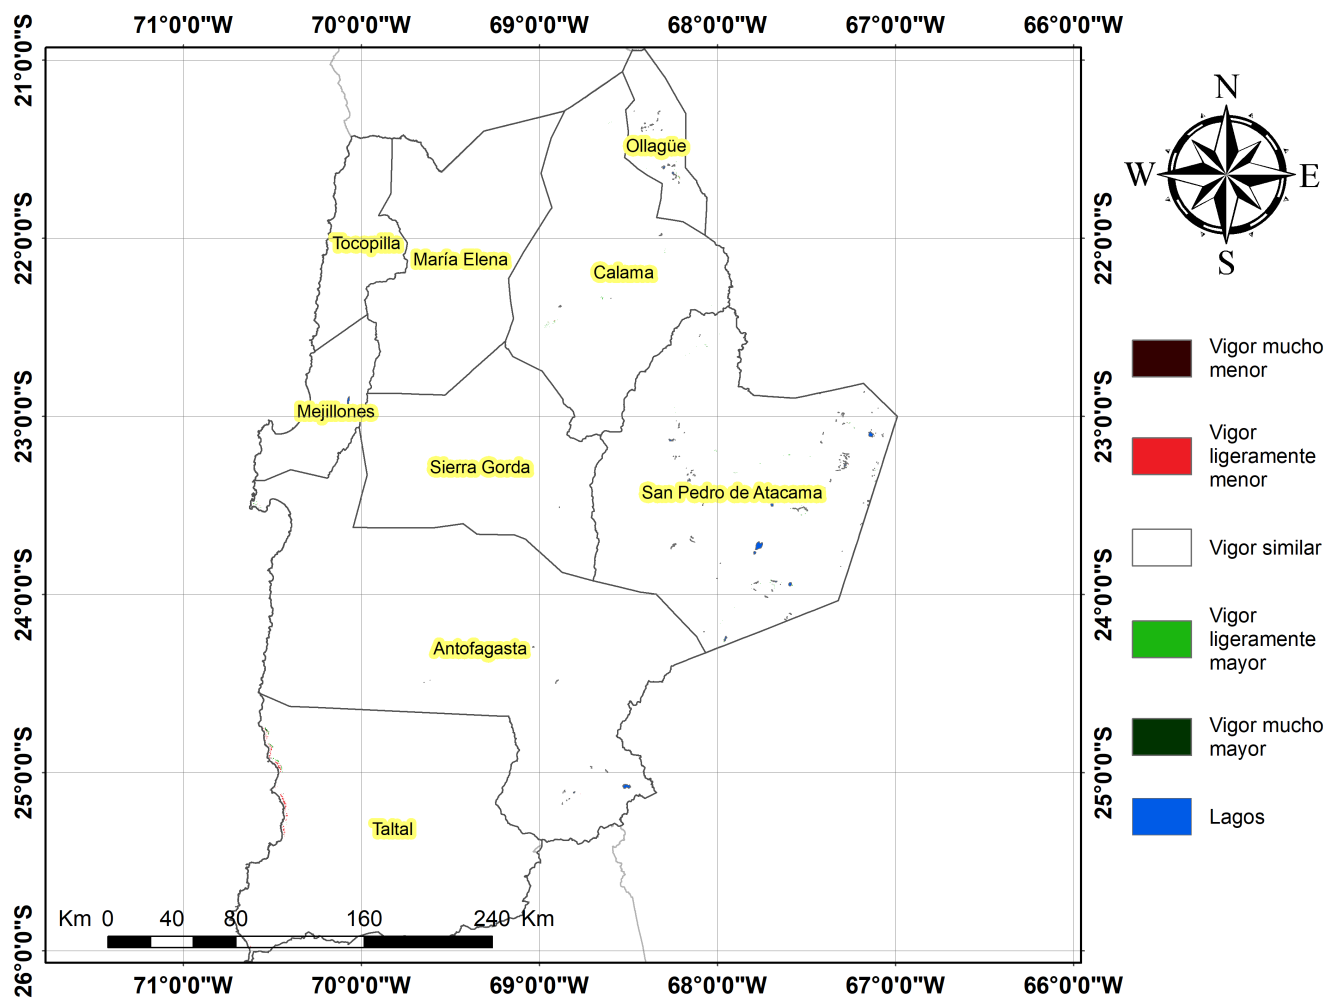 71°0'0"W 70°0'0"W 69°0'0"W 68°0'0"W 67°0'0"W 66°0'0"W
21°0'0"S
22°0'0"S
23°0'0"S
24°0'0"S
25°0'0"S
26°0'0"S
Ollagüe
Tocopilla
María Elena
Calama
Mejillones
Sierra Gorda
San Pedro de Atacama
Antofagasta
Taltal
Km 0 40 80 160 240 Km
71°0'0"W 70°0'0"W 69°0'0"W 68°0'0"W 67°0'0"W 66°0'0"W
22°0'0"S
23°0'0"S
24°0'0"S
25°0'0"S
N
W E
S
Vigor mucho
menor
Vigor
ligeramente
menor
Vigor similar
Vigor
ligeramente
mayor
Vigor mucho
mayor
Lagos